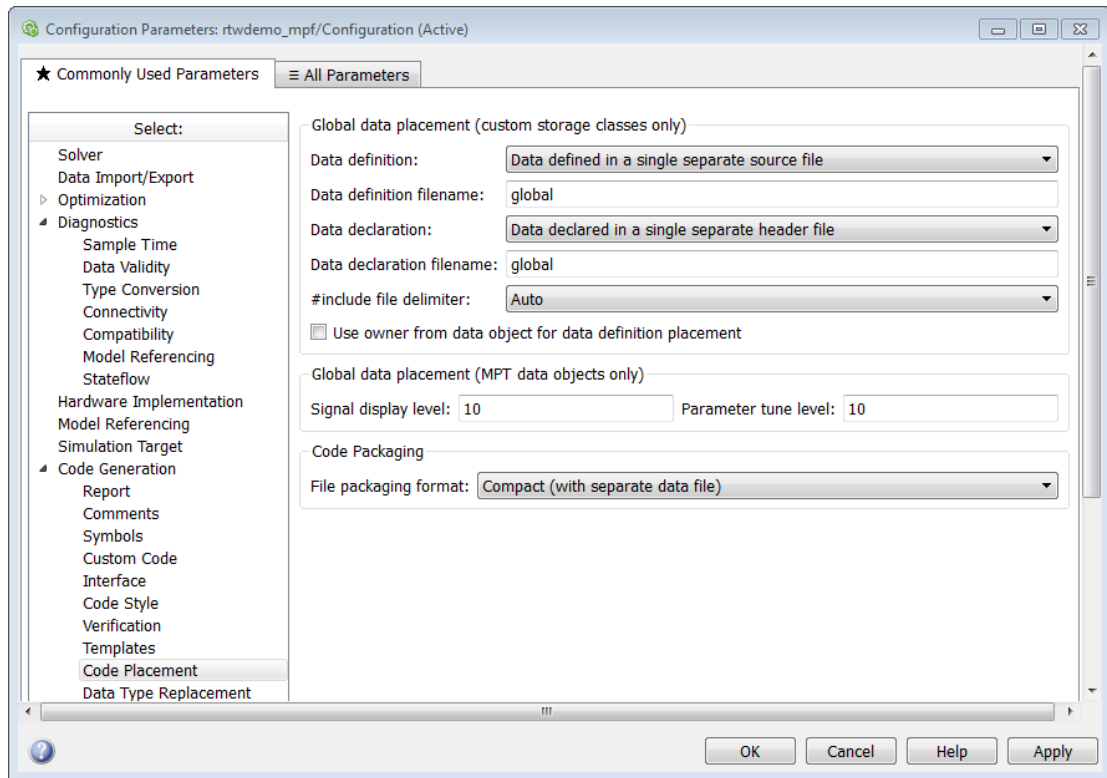 Configuration Parameters: rtwdemo_mpf/Configuration (Active)
★ Commonly Used Parameters
≡ All Parameters
Select:
Solver
Data Import/Export
Optimization
Diagnostics
Sample Time
Data Validity
Type Conversion
Connectivity
Compatibility
Model Referencing
Stateflow
Hardware Implementation
Model Referencing
Simulation Target
Code Generation
Report
Comments
Symbols
Custom Code
Interface
Code Style
Verification
Templates
Code Placement
Data Type Replacement
Global data placement (custom storage classes only)
Data definition: Data defined in a single separate source file
Data definition filename: global
Data declaration: Data declared in a single separate header file
Data declaration filename: global
#include file delimiter: Auto
Use owner from data object for data definition placement
Global data placement (MPT data objects only)
Signal display level: 10 Parameter tune level: 10
Code Packaging
File packaging format: Compact (with separate data file)
OK Cancel Help Apply